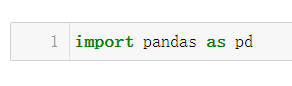 1 import pandas as pd